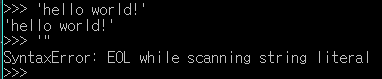 >>> 'hello world!'
'hello world!'
>>> '"
SyntaxError: EOL while scanning string literal
>>>